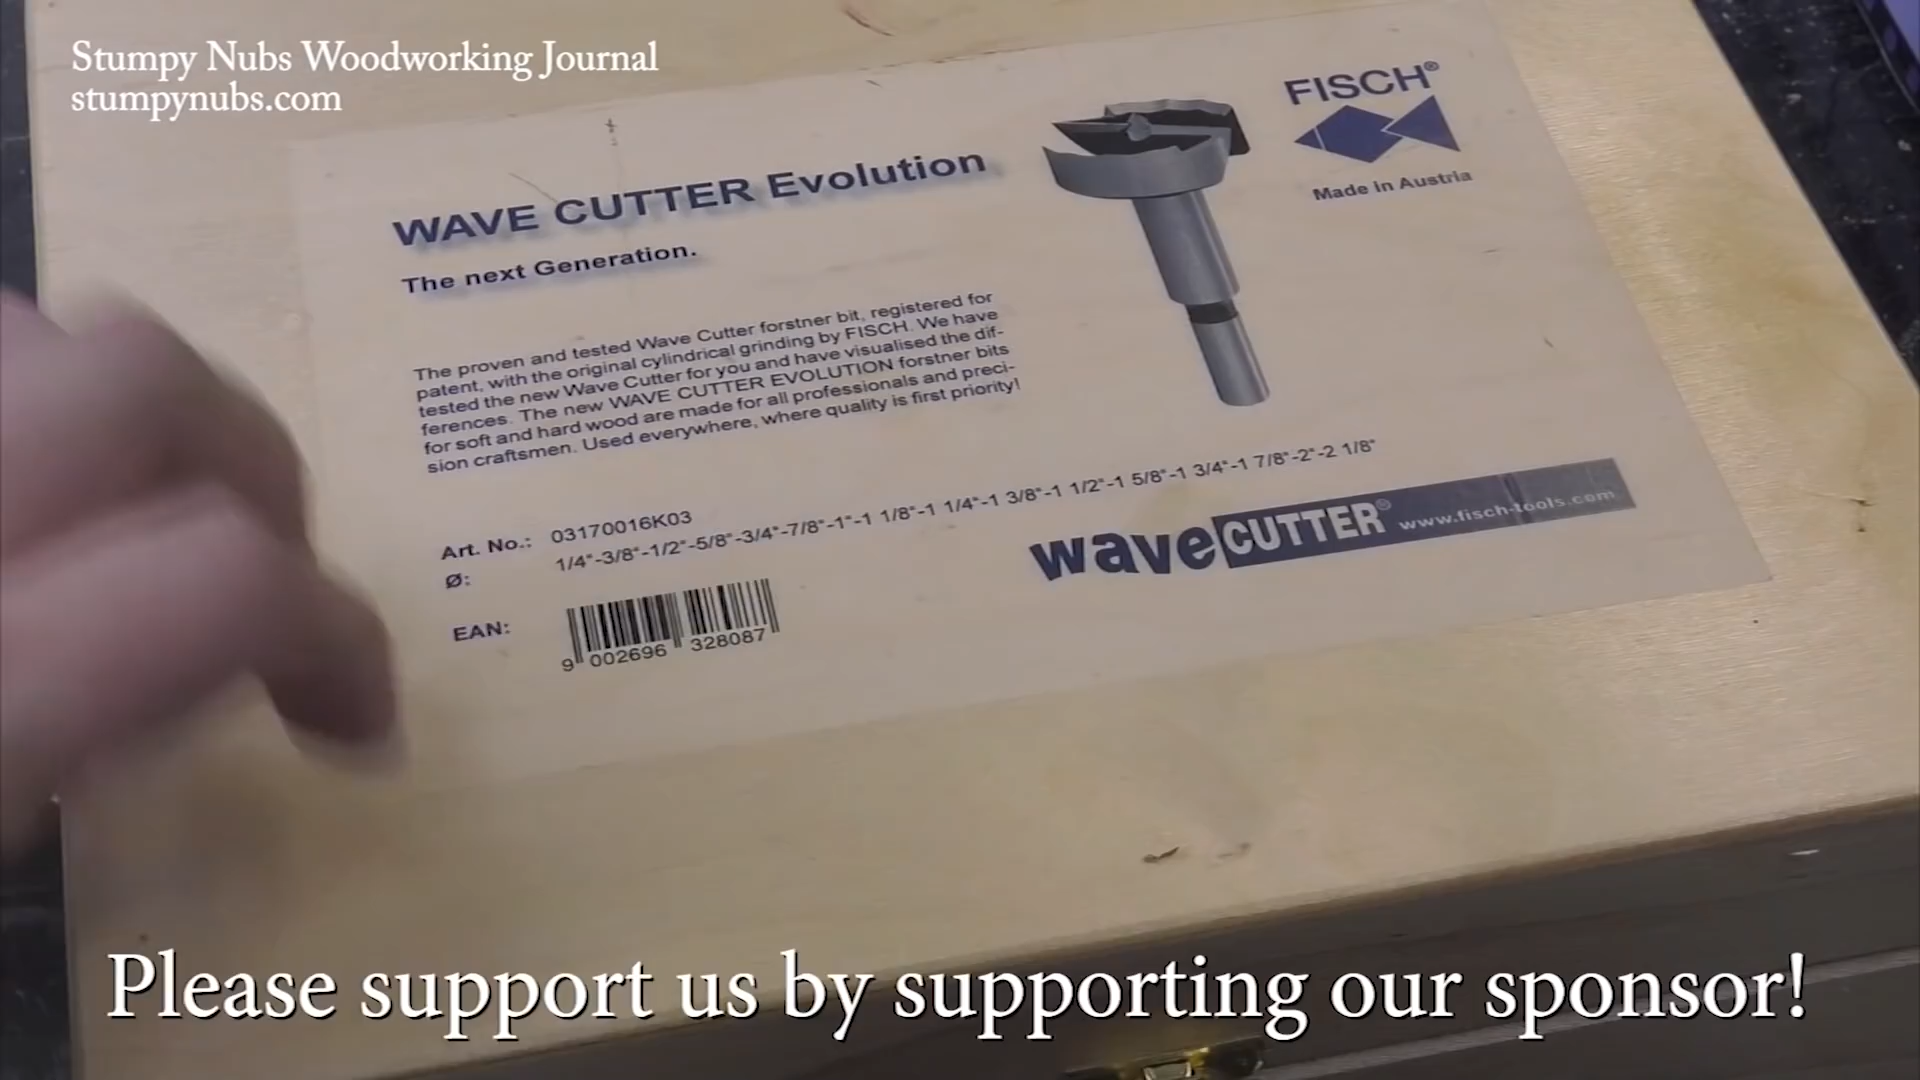 Stumpy Nubs Woodworking Journal
stumpynubs.com
FISCH®
Made in Austria
WAVE CUTTER Evolution
The next Generation.
The proven and tested Wave Cutter forstner bit, registered for
patent, with the original cylindrical grinding by FISCH. We have
tested the new Wave Cutter for you and have visualised the dif-
ferences. The new WAVE CUTTER EVOLUTION forstner bits
for soft and hard wood are made for all professionals and preci-
sion craftsmen. Used everywhere, where quality is first priority!
Art. No.: 03170016K03
Ø: 1/4"-3/8"-1/2"-5/8"-3/4"-7/8"-1"-1 1/8"-1 1/4"-1 3/8"-1 1/2"-1 5/8"-1 3/4"-1 7/8"-2"-2 1/8"
EAN:
9 002696 328087
waveCUTTER® www.fisch-tools.com
Please support us by supporting our sponsor!